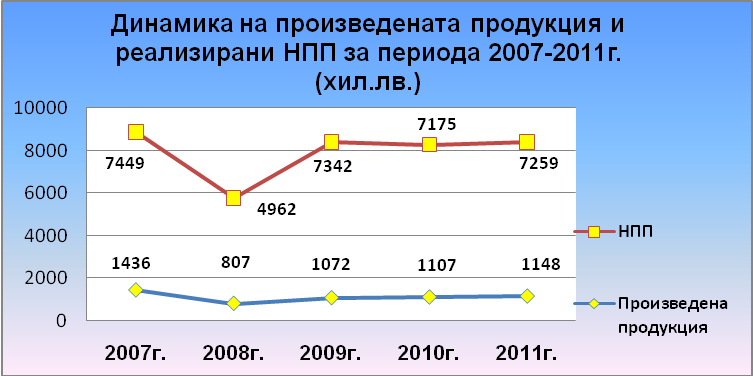 Динамика на произведената продукция и
реализирани НПП за периода 2007-2011г.
(хил.лв.)
10000
8000
6000
4000
2000
0
7449
4962
7342
7175
7259
1436
807
1072
1107
1148
2007г.
2008г.
2009г.
2010г.
2011г.
НПП
Произведена
продукция